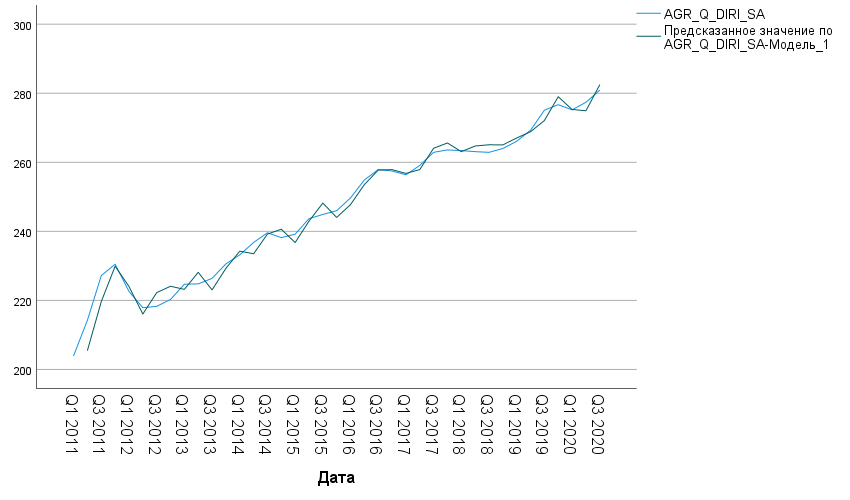 AGR_Q_DIRI_SA
Предсказанное значение по
AGR_Q_DIRI_SA-Модель_1
300
280
260
240
220
200
Q1 2011
Q3 2011
Q1 2012
Q3 2012
Q1 2013
Q3 2013
Q1 2014
Q3 2014
Q1 2015
Q3 2015
Q1 2016
Q3 2016
Q1 2017
Q3 2017
Q1 2018
Q3 2018
Q1 2019
Q3 2019
Q1 2020
Q3 2020
Дата